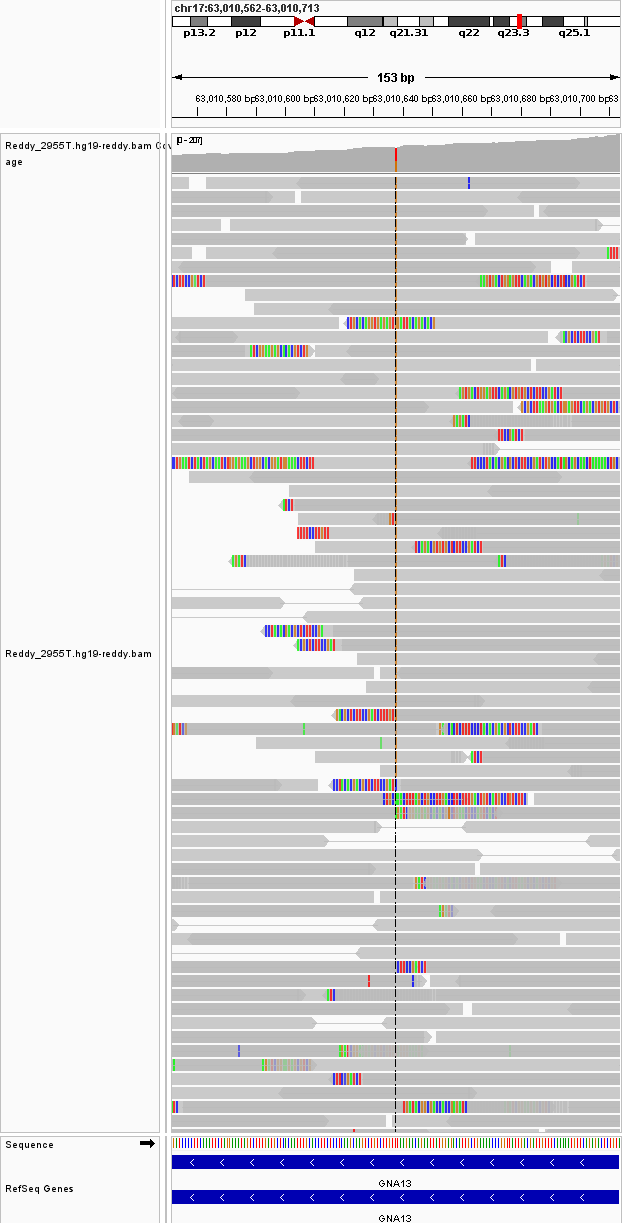 chr17:63,010,562-63,010,713
p13.2 p12 p11.1 q12 q21.31 q22 q23.3 q25.1
153 bp
63,010,580 bp 63,010,600 bp 63,010,620 bp 63,010,640 bp 63,010,660 bp 63,010,680 bp 63,010,700 bp 63
Reddy_2955T.hg19-reddy.bam Cov
age
[0 - 207]
Reddy_2955T.hg19-reddy.bam
Sequence
GNA13
RefSeq Genes
GNA13